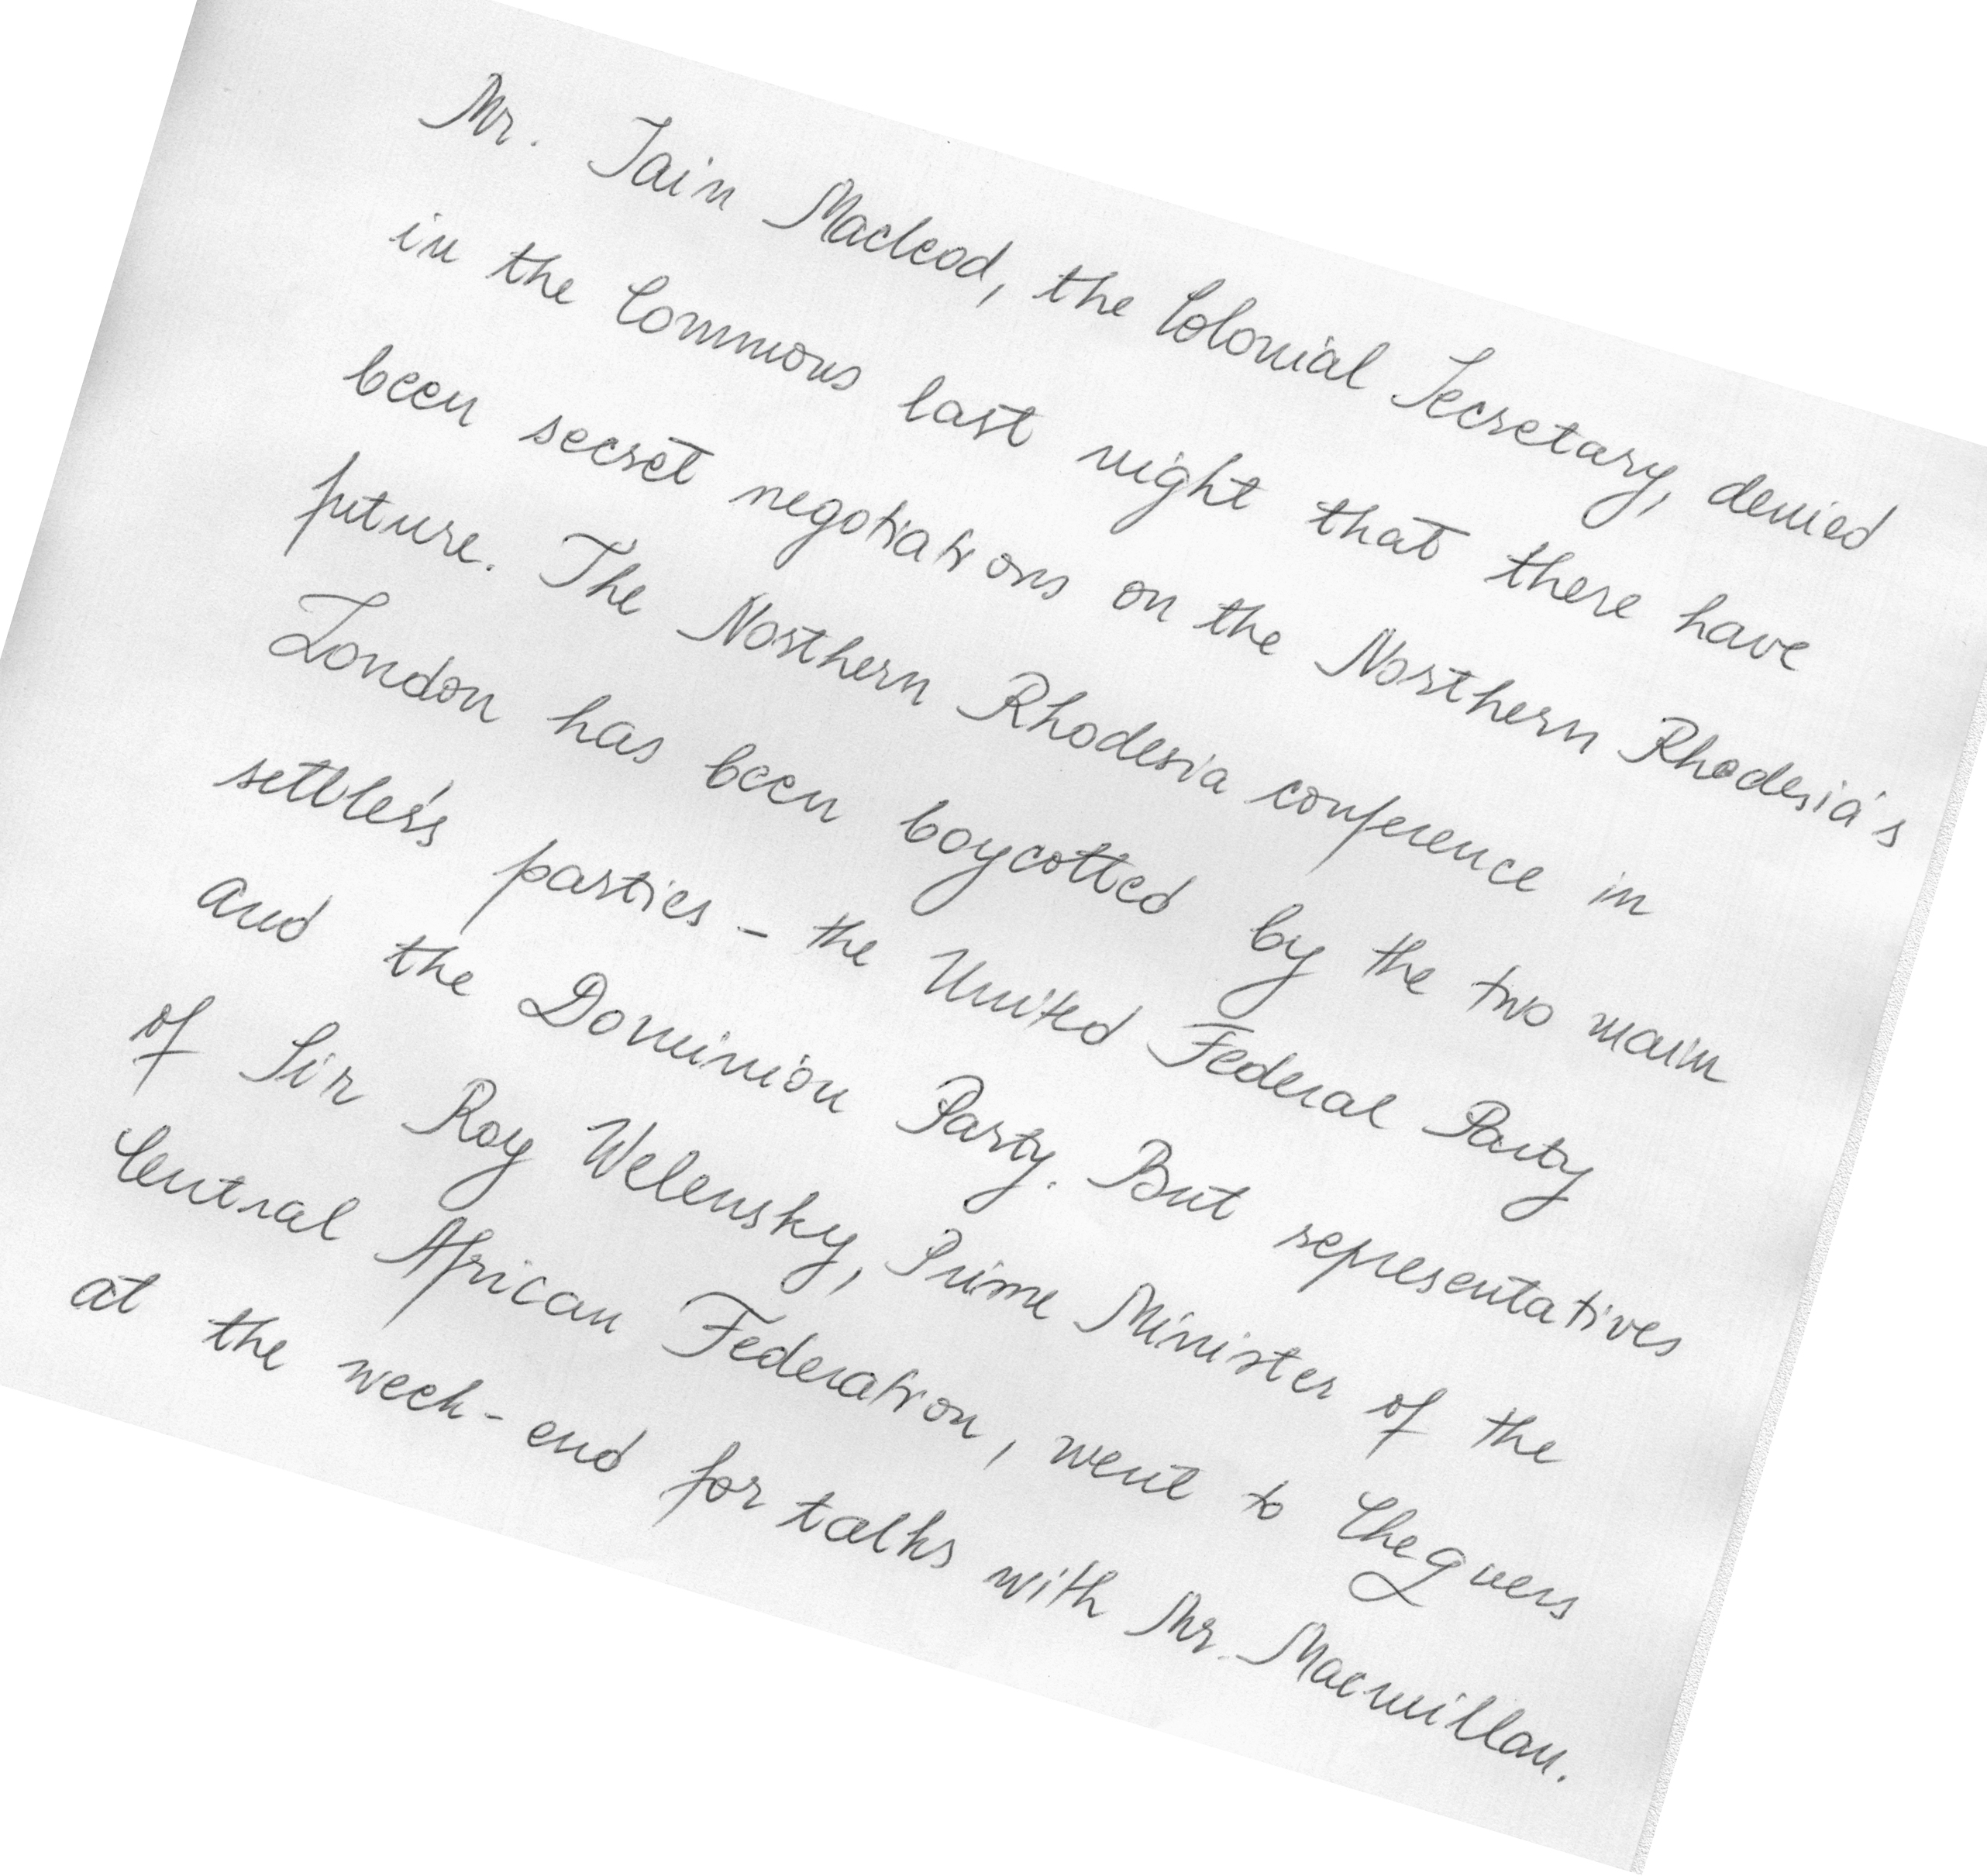 Mr. Iain Macleod, the Colonial Secretary, denied
in the Commons last night that there have
been secret negotiations on the Northern Rhodesia's
future. The Northern Rhodesia conference in
London has been boycotted by the two main
settler's parties - the United Federal Party
and the Dominion Party. But representatives
of Sir Roy Welensky, Prime Minister of the
Central African Federation, went to Chequers
at the week-end for talks with Mr. Macmillan.